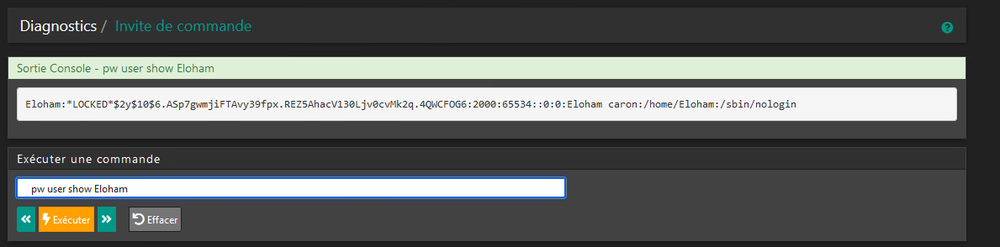 Diagnostics / Invite de commande
Sortie Console - pw user show Eloham
Eloham:*LOCKED*$2y$10$6.ASp7gwmjiFTAvy39fpx.REZ5AhacV130Ljv0cvMk2q.4QWCFOG6:2000:65534::0:0:Eloham caron:/home/Eloham:/sbin/nologin
Exécuter une commande
pw user show Eloham
Exécuter Effacer